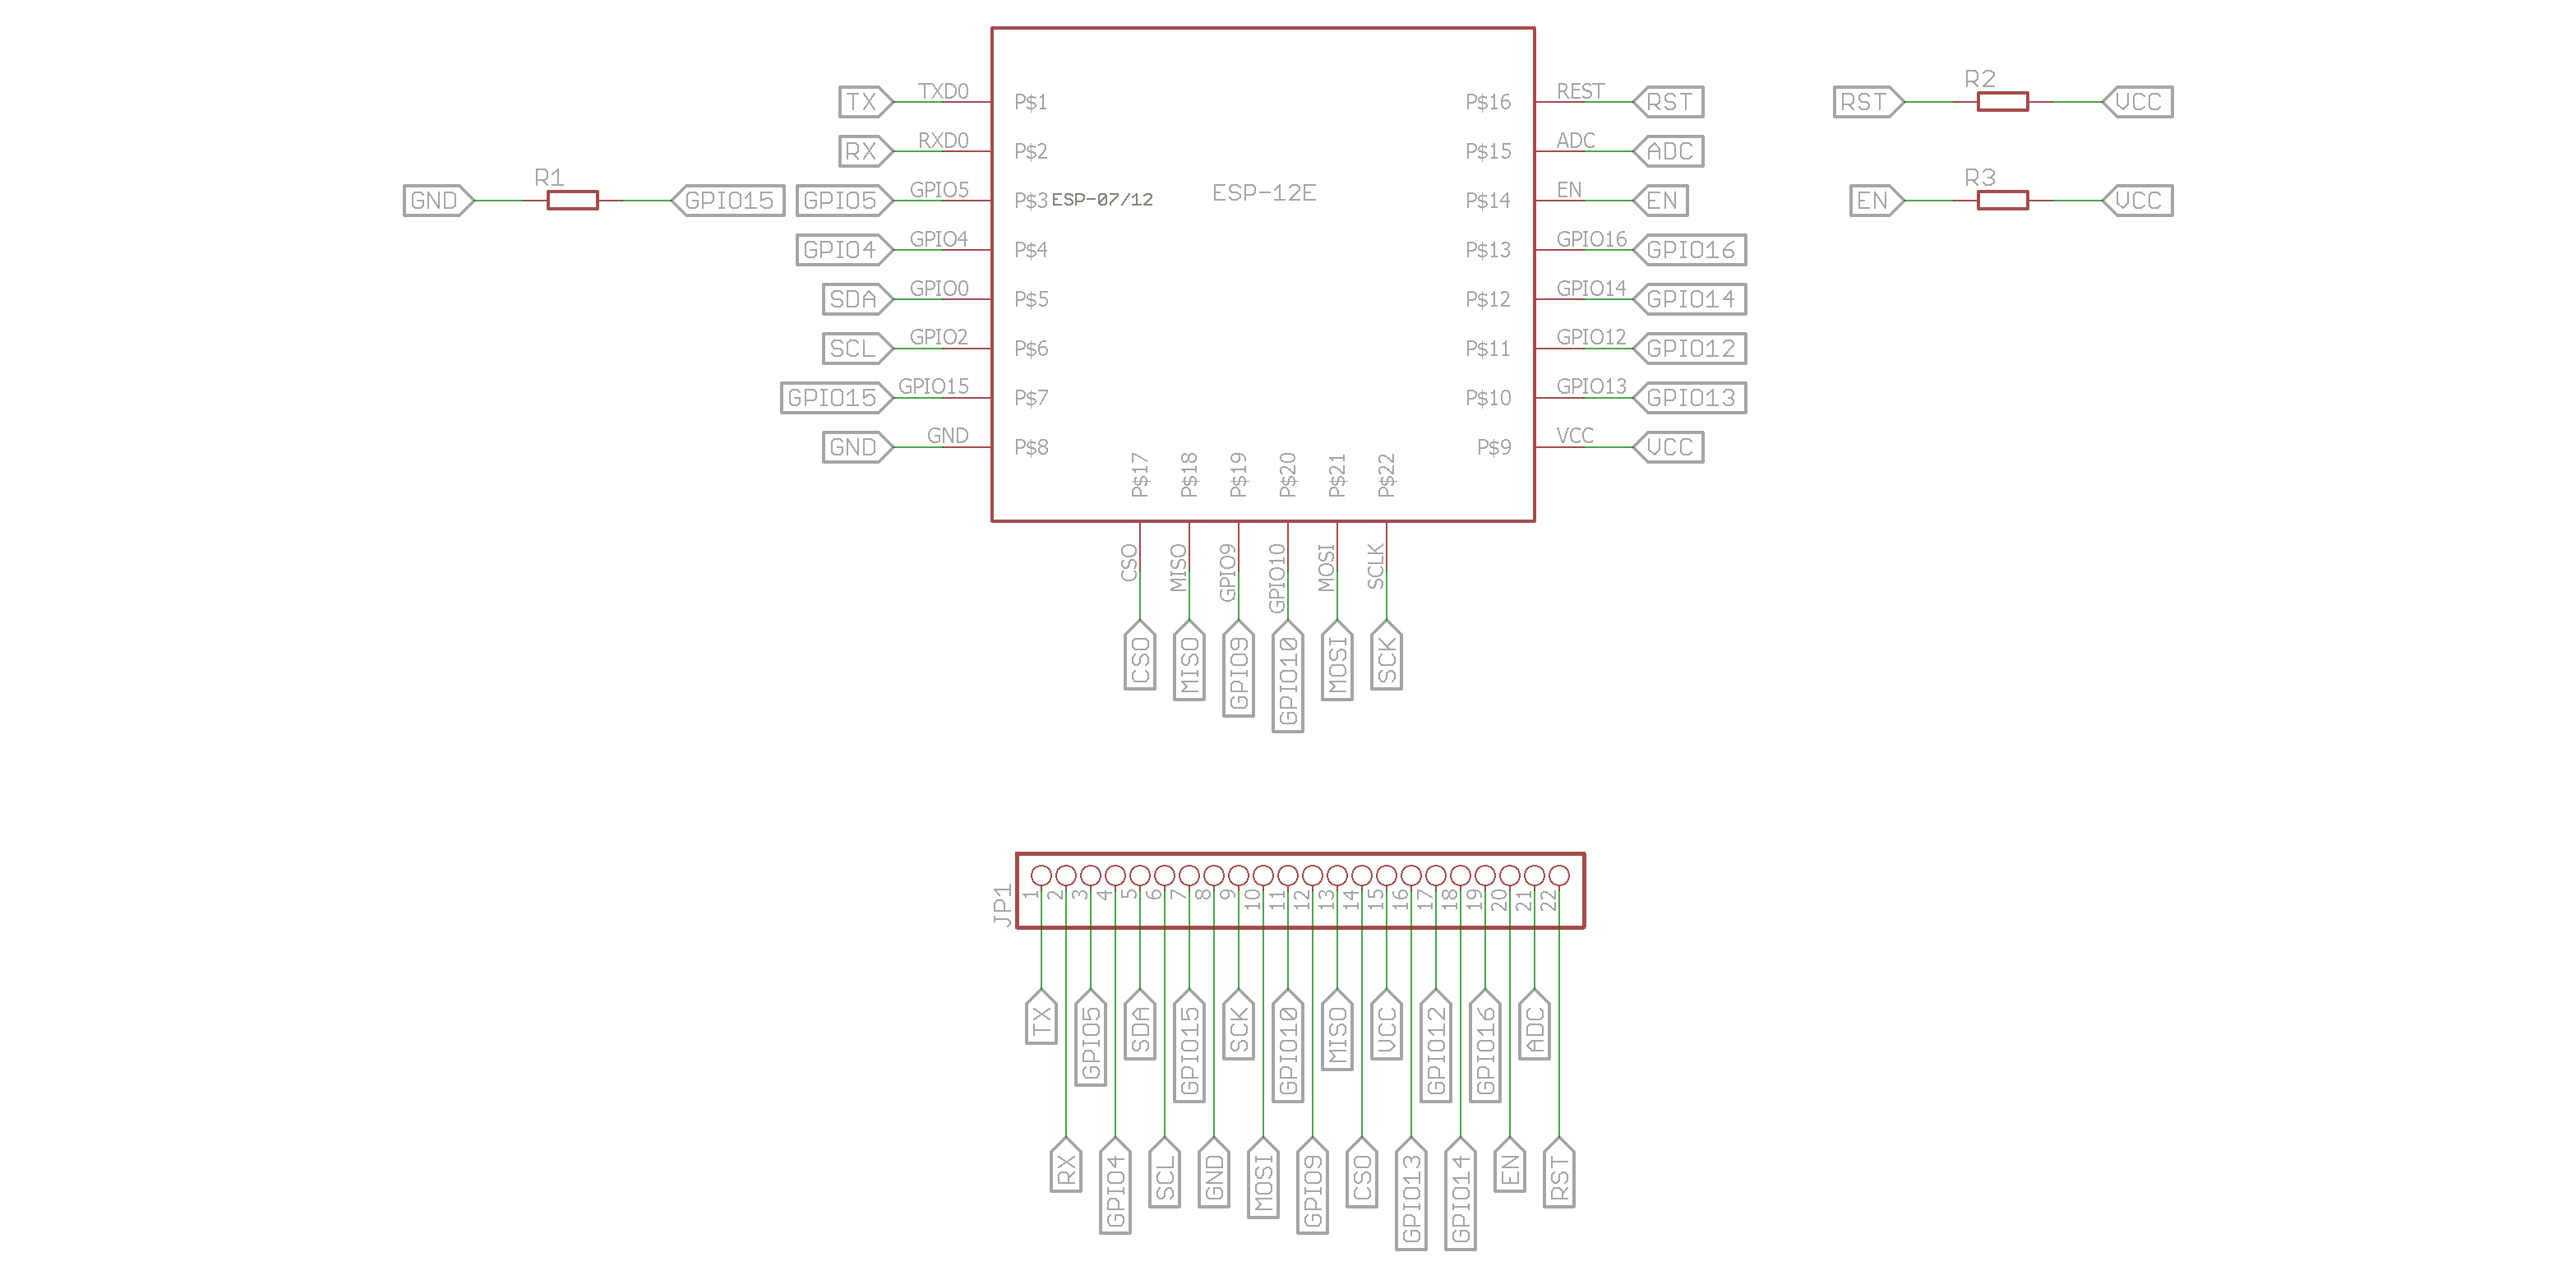 TX TXD0 P$1 P$16 REST RST RST R2 VCC
RX RXD0 P$2 P$15 ADC ADC
GND R1 GPIO15 GPIO5 GPIO5 P$3 ESP-07/12 ESP-12E P$14 EN EN EN R3 VCC
GPIO4 GPIO4 P$4 P$13 GPIO16 GPIO16
SDA GPIO0 P$5 P$12 GPIO14 GPIO14
SCL GPIO2 P$6 P$11 GPIO12 GPIO12
GPIO15 GPIO15 P$7 P$10 GPIO13 GPIO13
GND GND P$8 P$9 VCC VCC
P$17 P$18 P$19 P$20 P$21 P$22
CSO MISO GPIO9 GPIO10 MOSI SCLK
CSO MISO GPIO9 GPIO10 MOSI SCK
JP1
1 2 3 4 5 6 7 8 9 10 11 12 13 14 15 16 17 18 19 20 21 22
TX GPIO5 SDA GPIO15 SCK GPIO10 MISO VCC GPIO12 GPIO16 ADC
RX GPIO4 SCL GND MOSI GPIO9 CSO GPIO13 GPIO14 EN RST